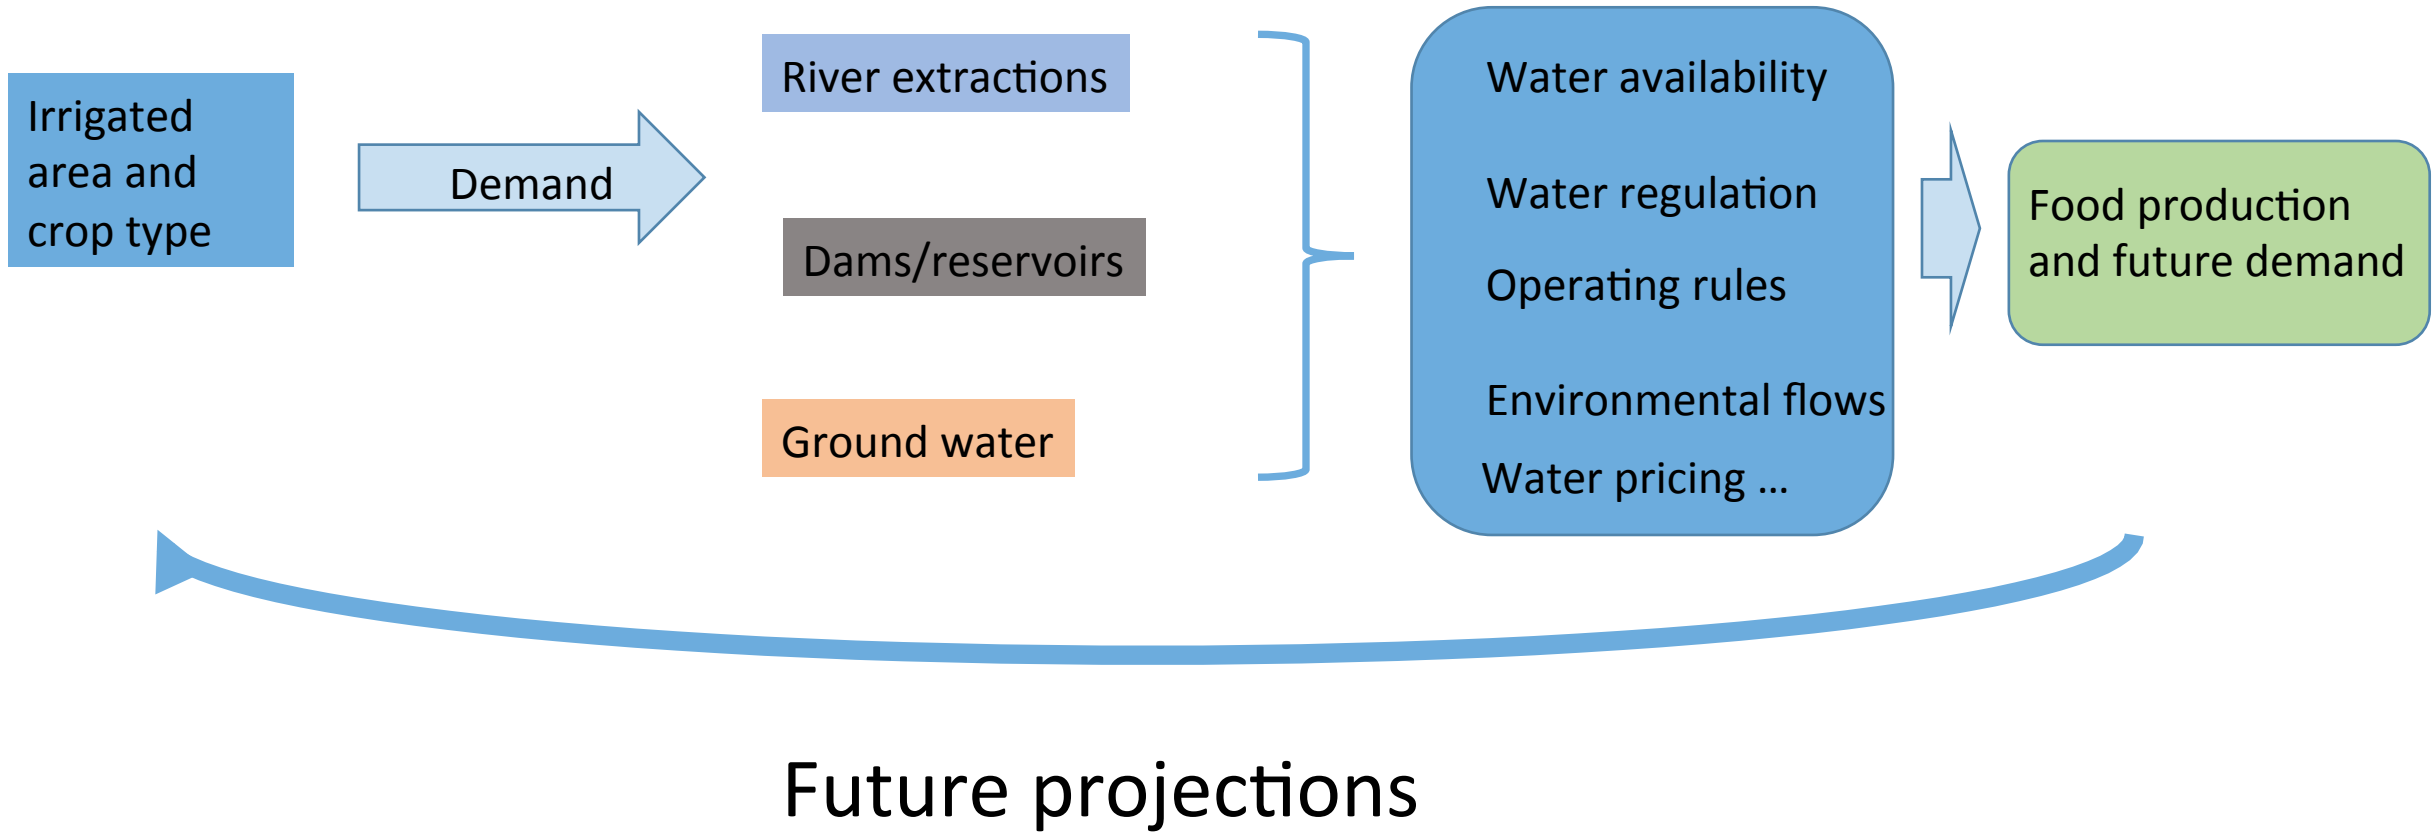 Irrigated
area and
crop type
Demand
River extractions
Dams/reservoirs
Ground water
Water availability
Water regulation
Operating rules
Environmental flows
Water pricing ...
Food production
and future demand
Future projections